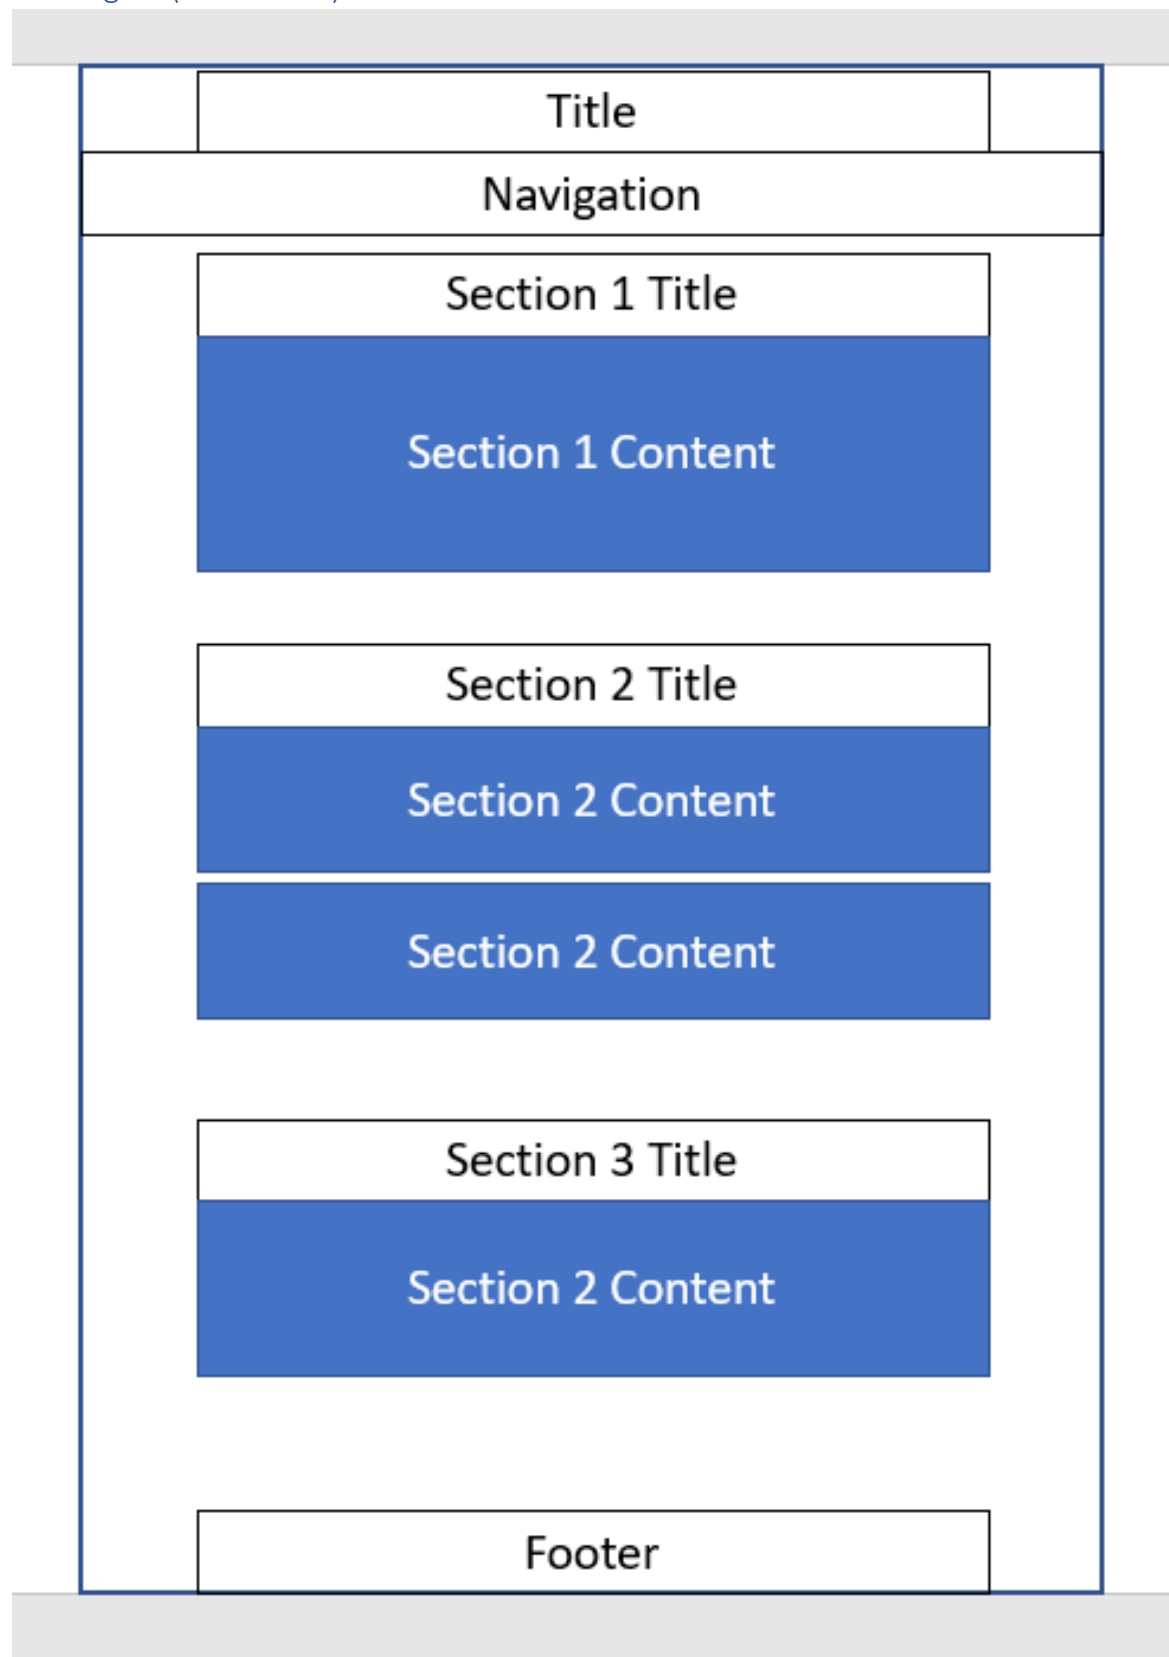 Title
Navigation
Section 1 Title
Section 1 Content
Section 2 Title
Section 2 Content
Section 2 Content
Section 3 Title
Section 2 Content
Footer